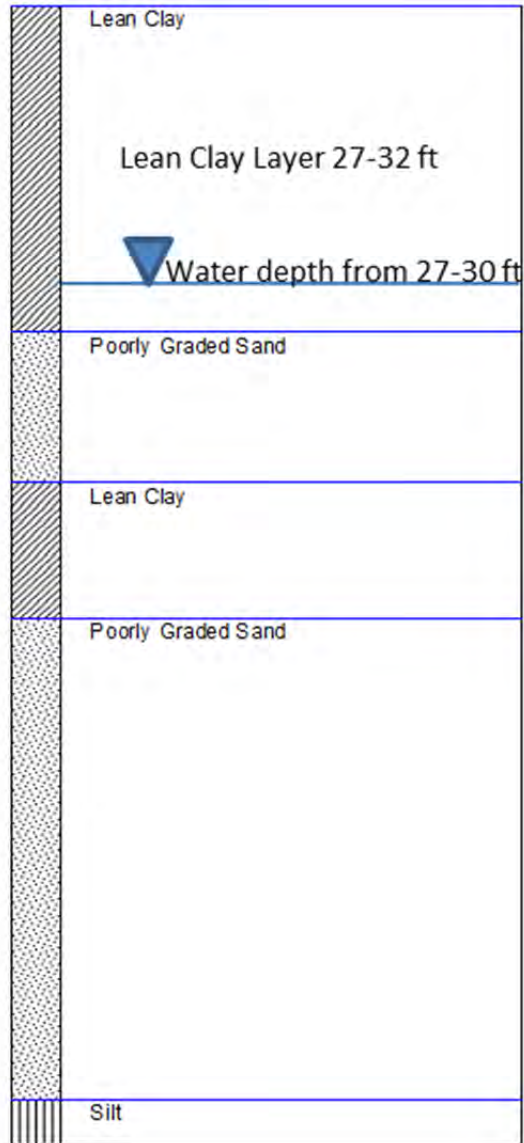 Lean Clay
Lean Clay Layer 27-32 ft
Water depth from 27-30 ft
Poorly Graded Sand
Lean Clay
Poorly Graded Sand
Silt